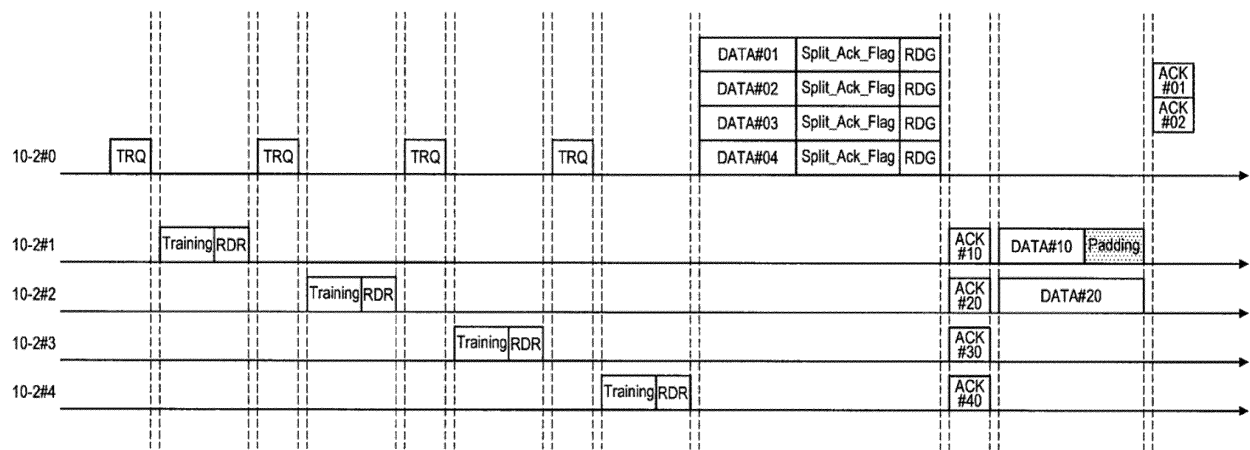 DATA#01 Split_Ack_Flag RDG
DATA#02 Split_Ack_Flag RDG
DATA#03 Split_Ack_Flag RDG
DATA#04 Split_Ack_Flag RDG
ACK
#01
ACK
#02
10-2#0 TRQ TRQ TRQ TRQ
10-2#1 Training RDR ACK
#10
DATA#10 Padding
10-2#2 Training RDR ACK
#20
DATA#20
10-2#3 Training RDR ACK
#30
10-2#4 Training RDR ACK
#40